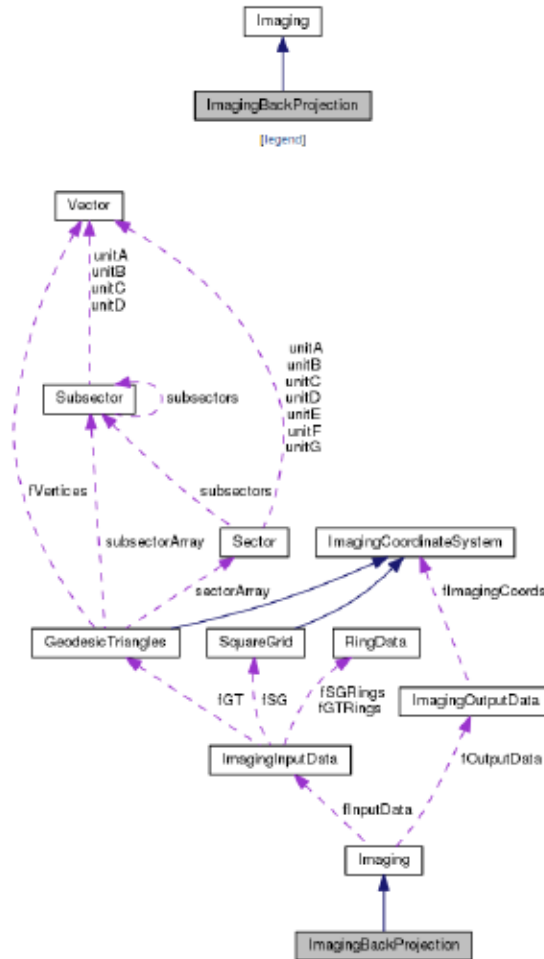 Imaging
ImagingBackProjection
[legend]
Vector
unitA
unitB
unitC
unitD
unitA
unitB
unitC
unitD
unitE
unitF
unitG
Subsector
subsectors
fVertices
subsectors
subsectorArray
Sector
ImagingCoordinateSystem
sectorArray
fImagingCoords
GeodesicTriangles
SquareGrid
RingData
fGT
fSG
fSGRings
fGTRings
ImagingOutputData
ImagingInputData
fOutputData
fInputData
Imaging
ImagingBackProjection